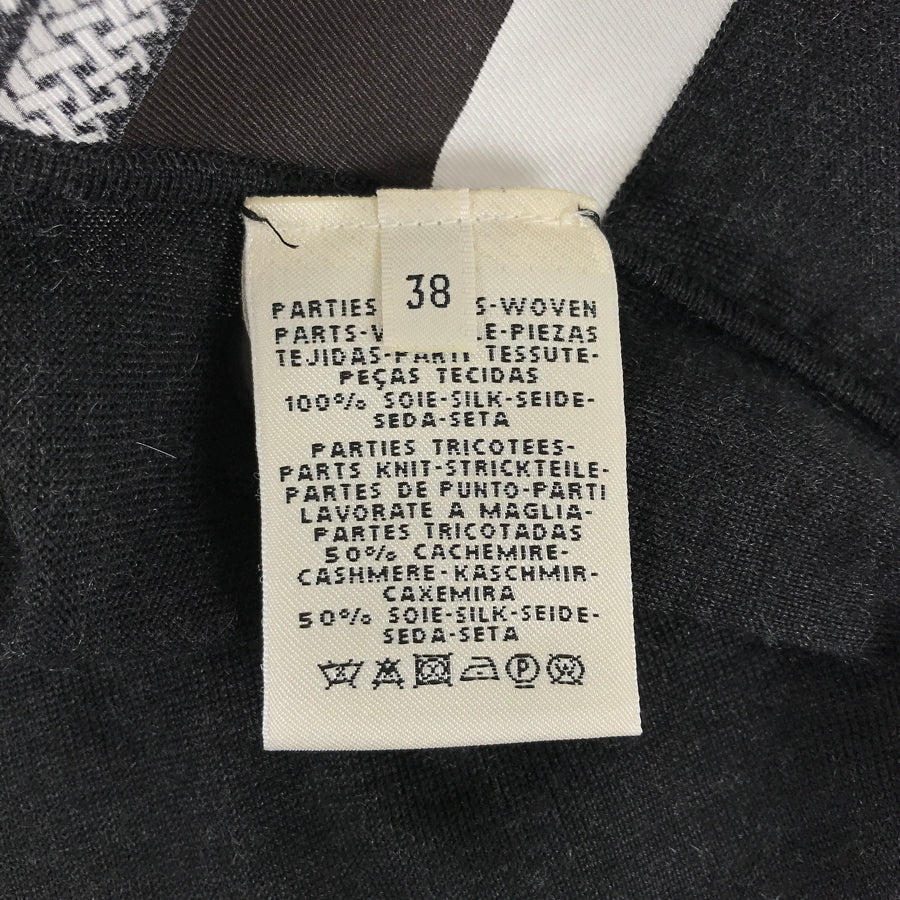 38
PARTIES S-WOVEN
PARTS- LE-PIEZAS
TEJIDAS-PARTI TESSUTE-
PEÇAS TECIDAS
100% SOIE-SILK-SEIDE-
SEDA-SETA
PARTIES TRICOTEES-
PARTS KNIT-STRICKTEILE-
PARTES DE PUNTO-PARTI
LAVORATE A MAGLIA-
PARTES TRICOTADAS
50% CACHEMIRE-
CASHMERE-KASCHMIR-
CAXEMIRA
50% SOIE-SILK-SEIDE-
SEDA-SETA
P